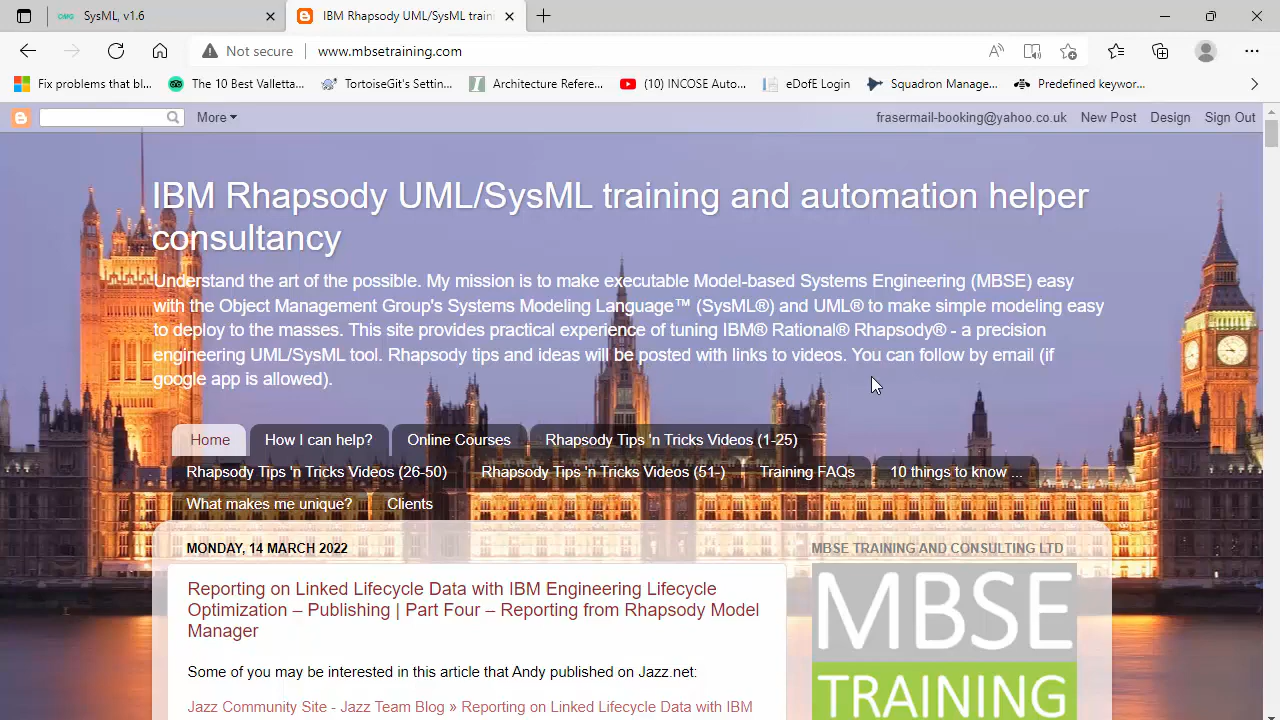 SysML, v1.6
IBM Rhapsody UML/SysML train
Not secure
www.mbsetraining.com
Fix problems that bl...
The 10 Best Valletta...
TortoiseGit's Settin...
Architecture Refere...
(10) INCOSE Auto...
eDofE Login
Squadron Manage...
Predefined keywor...
More
frasermail-booking@yahoo.co.uk
New Post
Design
Sign Out
IBM Rhapsody UML/SysML training and automation helper
consultancy
Understand the art of the possible. My mission is to make executable Model-based Systems Engineering (MBSE) easy
with the Object Management Group's Systems Modeling Language™ (SysML®) and UML® to make simple modeling easy
to deploy to the masses. This site provides practical experience of tuning IBM® Rational® Rhapsody® - a precision
engineering UML/SysML tool. Rhapsody tips and ideas will be posted with links to videos. You can follow by email (if
google app is allowed).
Home
How I can help?
Online Courses
Rhapsody Tips 'n Tricks Videos (1-25)
Rhapsody Tips 'n Tricks Videos (26-50)
Rhapsody Tips 'n Tricks Videos (51-)
Training FAQs
10 things to know ...
What makes me unique?
Clients
MONDAY, 14 MARCH 2022
Reporting on Linked Lifecycle Data with IBM Engineering Lifecycle
Optimization – Publishing | Part Four – Reporting from Rhapsody Model
Manager
Some of you may be interested in this article that Andy published on Jazz.net:
Jazz Community Site - Jazz Team Blog » Reporting on Linked Lifecycle Data with IBM
MBSE TRAINING AND CONSULTING LTD
MBSE
TRAINING